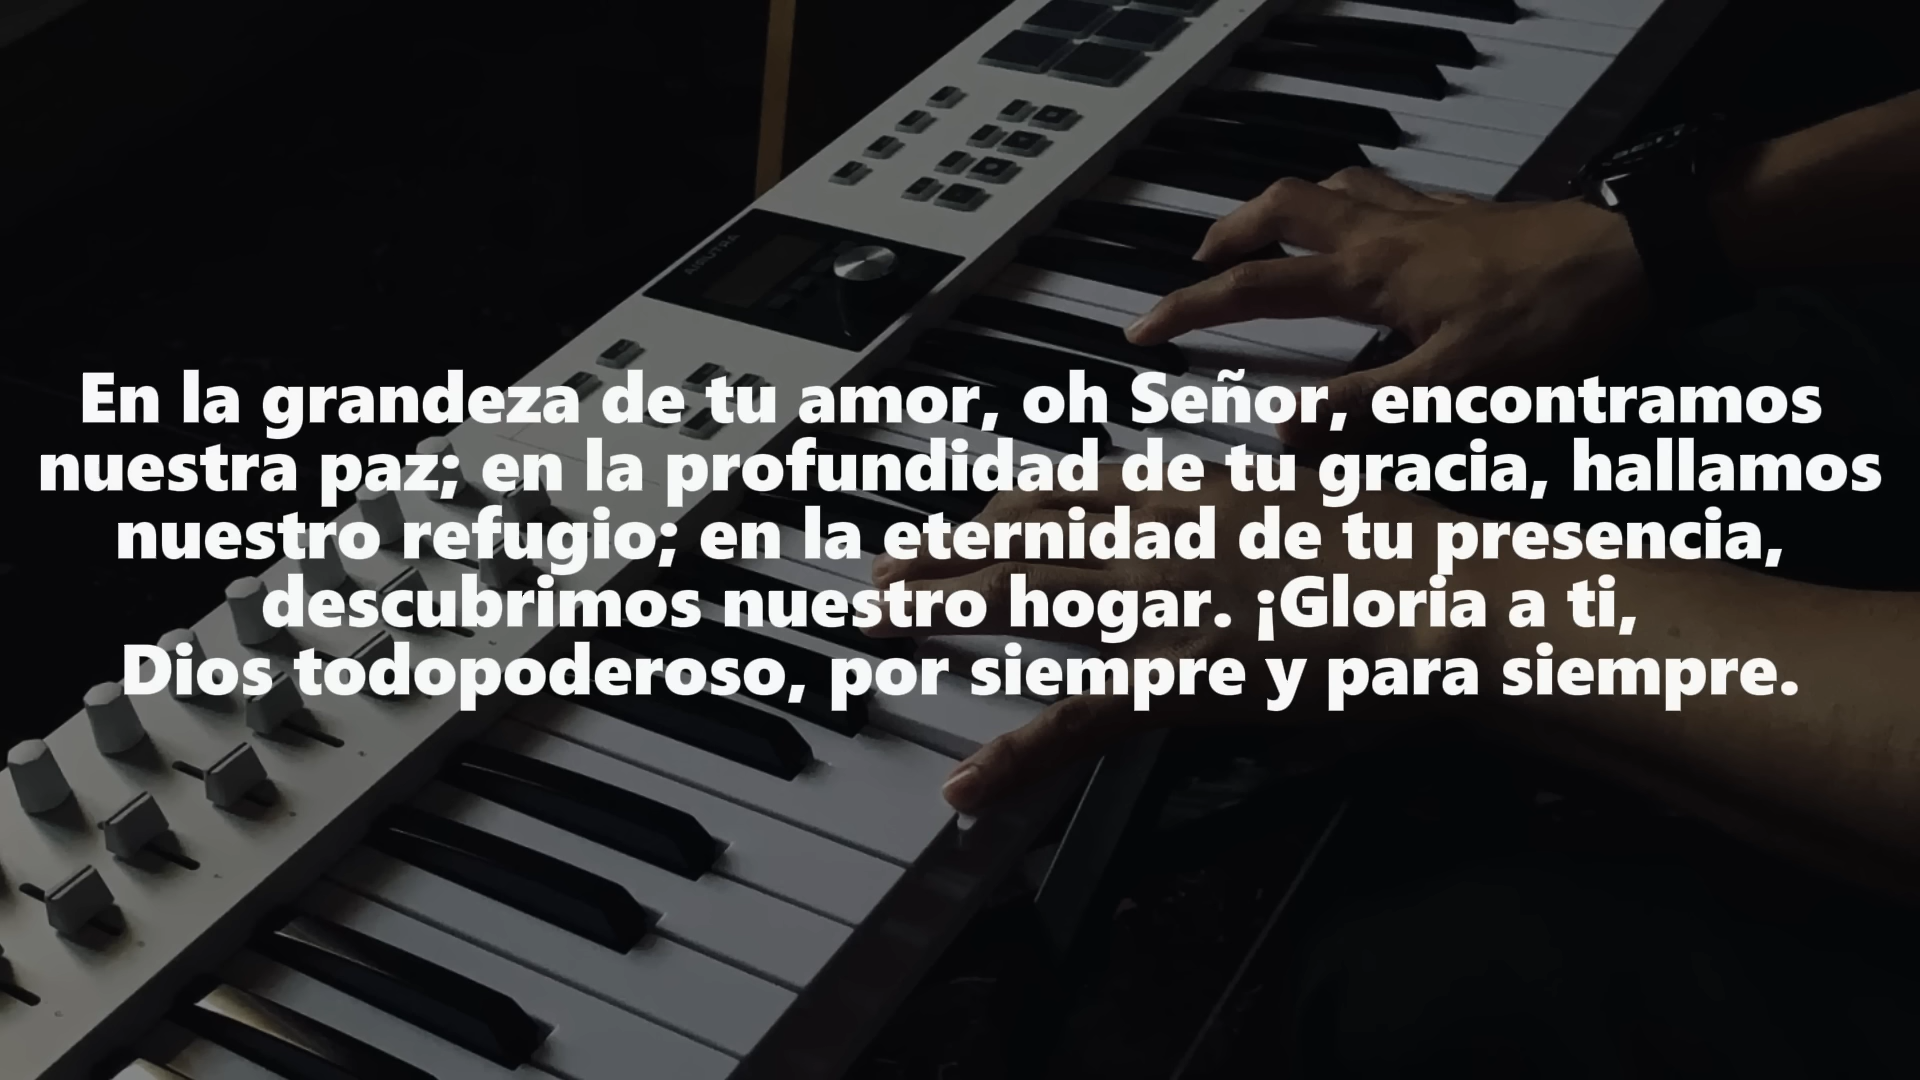 ARTURIA
En la grandeza de tu amor, oh Señor, encontramos
nuestra paz; en la profundidad de tu gracia, hallamos
nuestro refugio; en la eternidad de tu presencia,
descubrimos nuestro hogar. ¡Gloria a ti,
Dios todopoderoso, por siempre y para siempre.